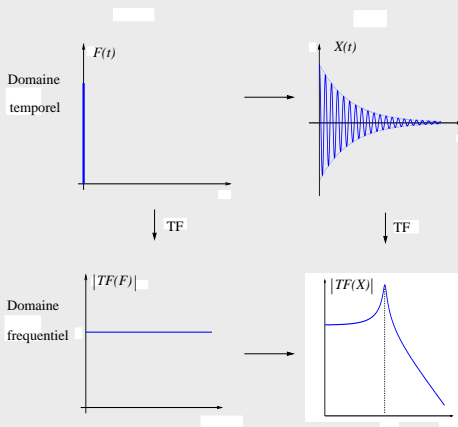 F(t)
X(t)
Domaine
temporel
TF
TF
|TF(F)|
|TF(X)|
Domaine
frequentiel